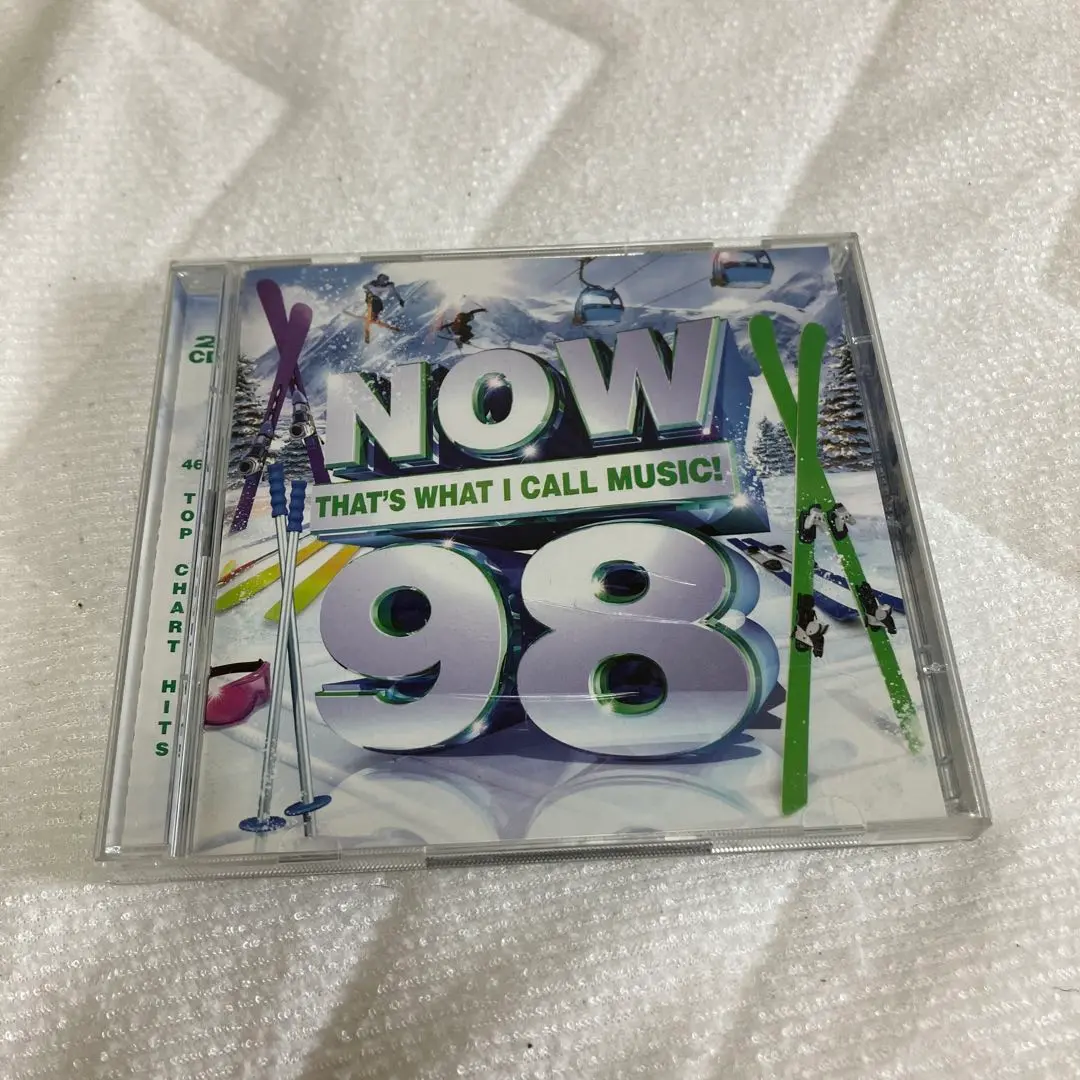 2
CD
46 TOP CHART HITS
NOW
THAT'S WHAT I CALL MUSIC!
98